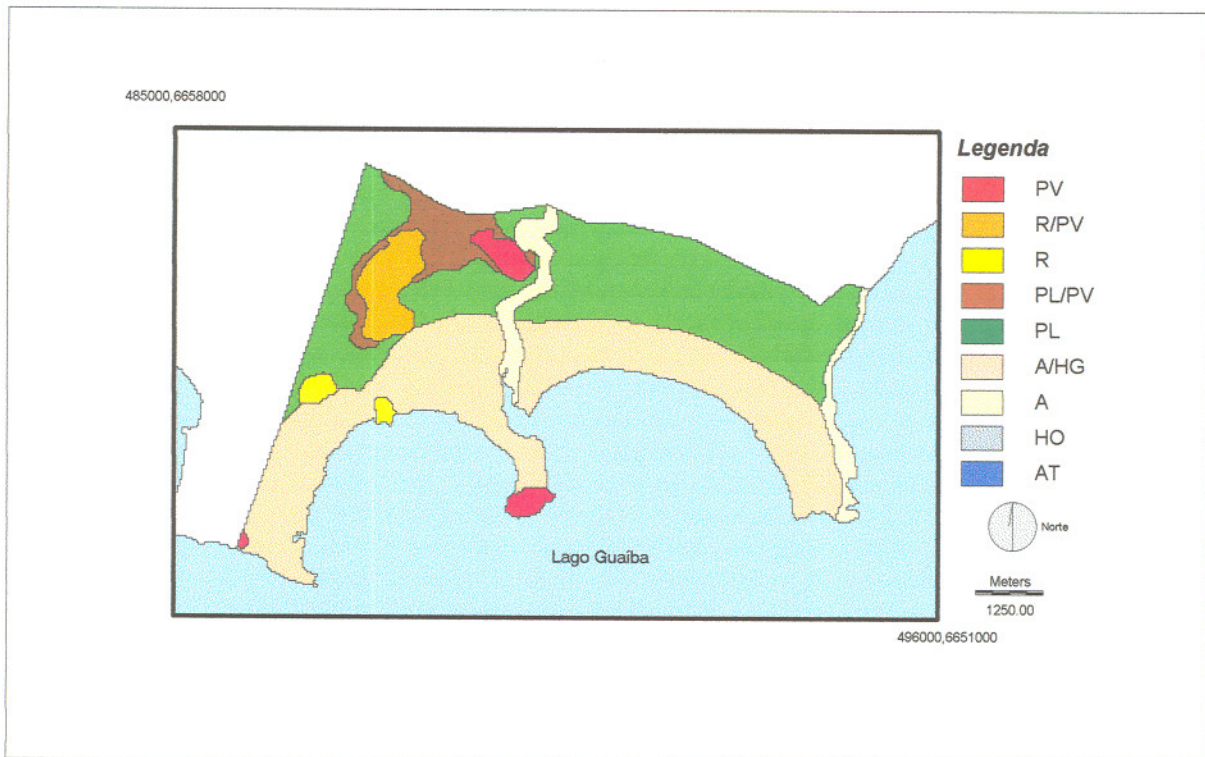 485000,6658000
Legenda
PV
R/PV
R
PL/PV
PL
A/HG
A
HO
AT
Norte
Meters
1250.00
Lago Guaíba
496000,6651000